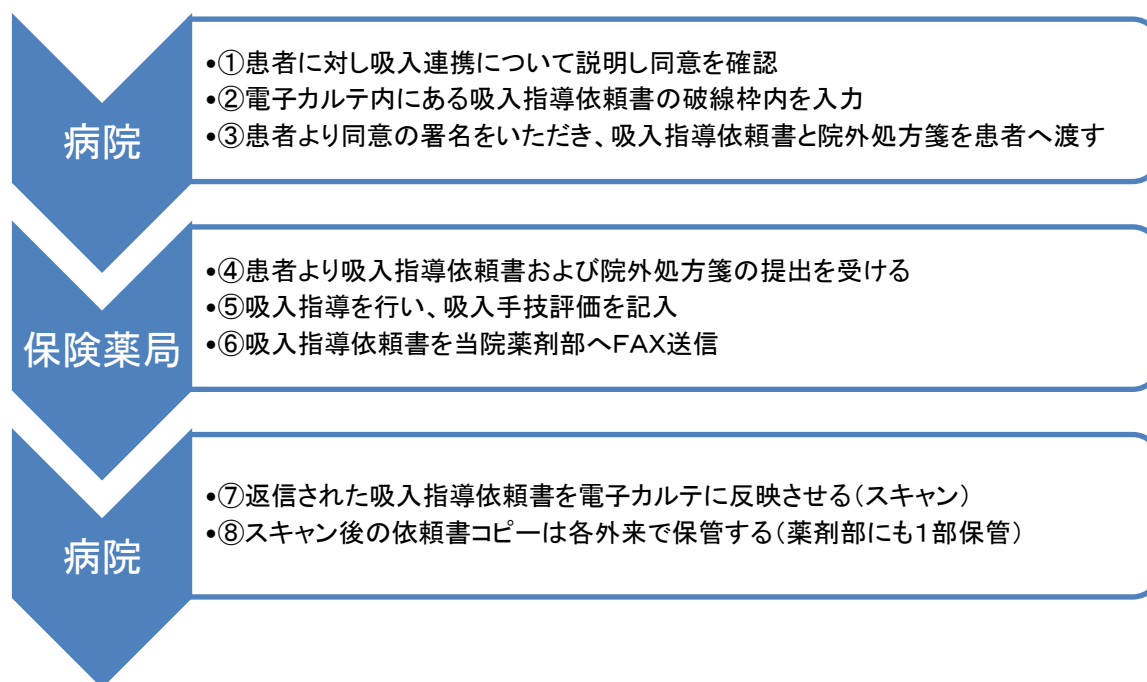 病院
•①患者に対し吸入連携について説明し同意を確認
•②電子カルテ内にある吸入指導依頼書の破線枠内を入力
•③患者より同意の署名をいただき、吸入指導依頼書と院外処方箋を患者へ渡す
保険薬局
•④患者より吸入指導依頼書および院外処方箋の提出を受ける
•⑤吸入指導を行い、吸入手技評価を記入
•⑥吸入指導依頼書を当院薬剤部へFAX送信
病院
•⑦返信された吸入指導依頼書を電子カルテに反映させる(スキャン)
•⑧スキャン後の依頼書コピーは各外来で保管する(薬剤部にも1部保管)